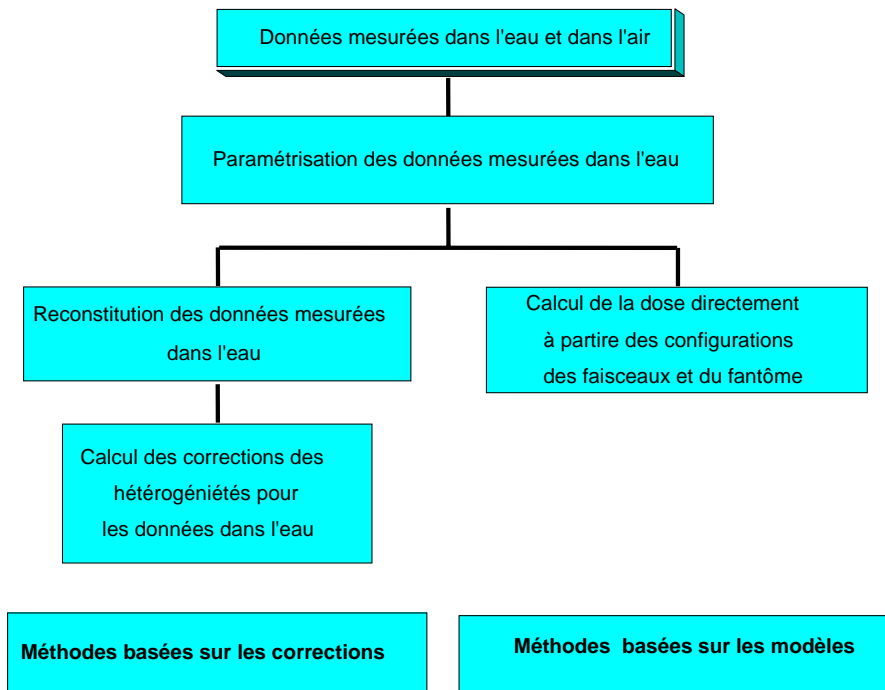 Données mesurées dans l'eau et dans l'air
Paramétrisation des données mesurées dans l'eau
Reconstitution des données mesurées
dans l'eau
Calcul de la dose directement
à partire des configurations
des faisceaux et du fantôme
Calcul des corrections des
hétérogéniétés pour
les données dans l'eau
Méthodes basées sur les corrections
Méthodes basées sur les modèles